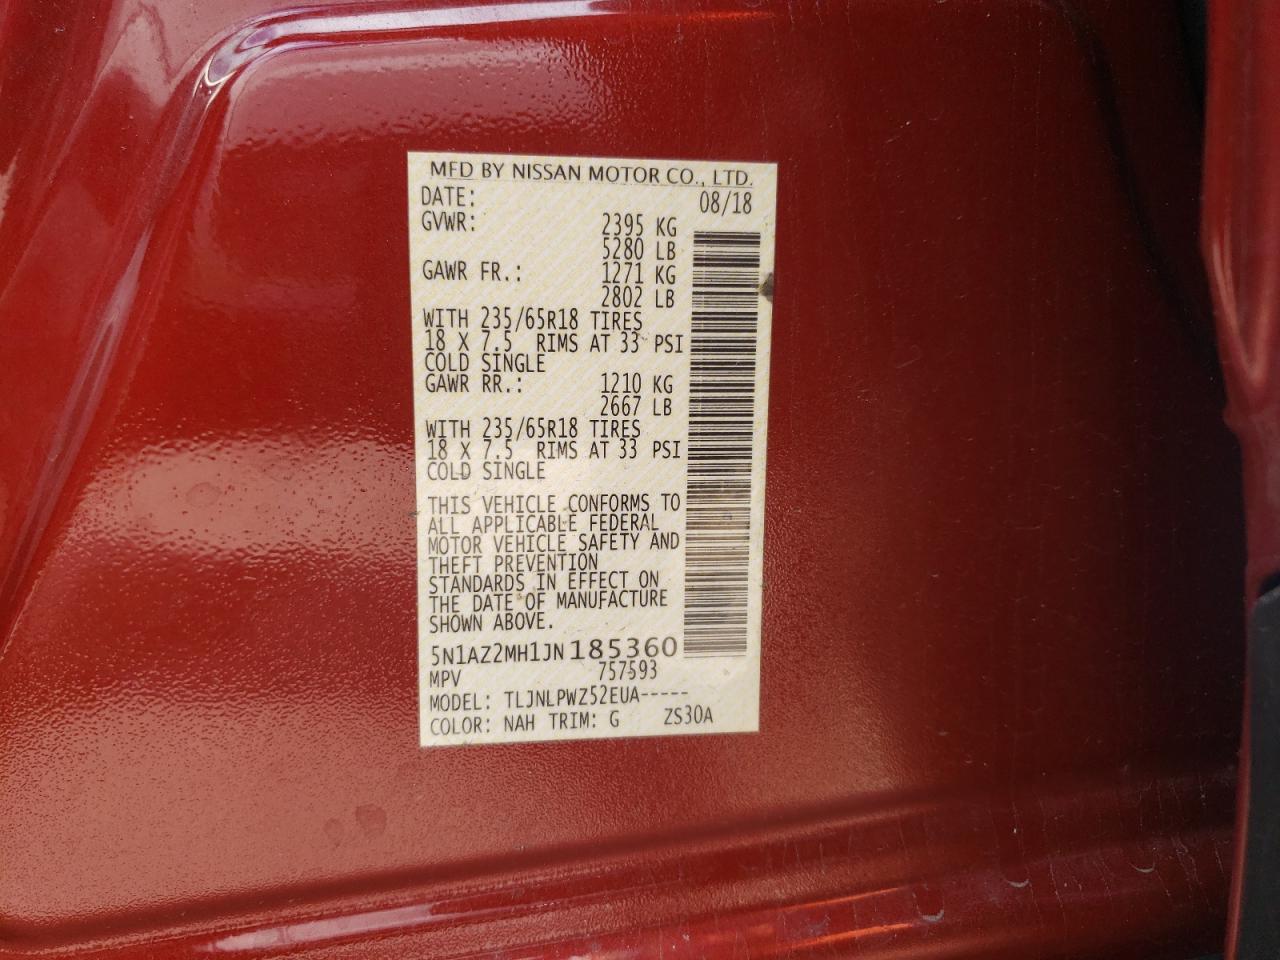 MFD BY NISSAN MOTOR CO., LTD.
DATE: 08/18
GVWR: 2395 KG
5280 LB
GAWR FR.: 1271 KG
2802 LB
WITH 235/65R18 TIRES
18 X 7.5 RIMS AT 33 PSI
COLD SINGLE
GAWR RR.: 1210 KG
2667 LB
WITH 235/65R18 TIRES
18 X 7.5 RIMS AT 33 PSI
COLD SINGLE
THIS VEHICLE CONFORMS TO
ALL APPLICABLE FEDERAL
MOTOR VEHICLE SAFETY AND
THEFT PREVENTION
STANDARDS IN EFFECT ON
THE DATE OF MANUFACTURE
SHOWN ABOVE.
5N1AZ2MH1JN185360
MPV 757593
MODEL: TLJNLPWZ52EUA-----
COLOR: NAH TRIM: G ZS30A